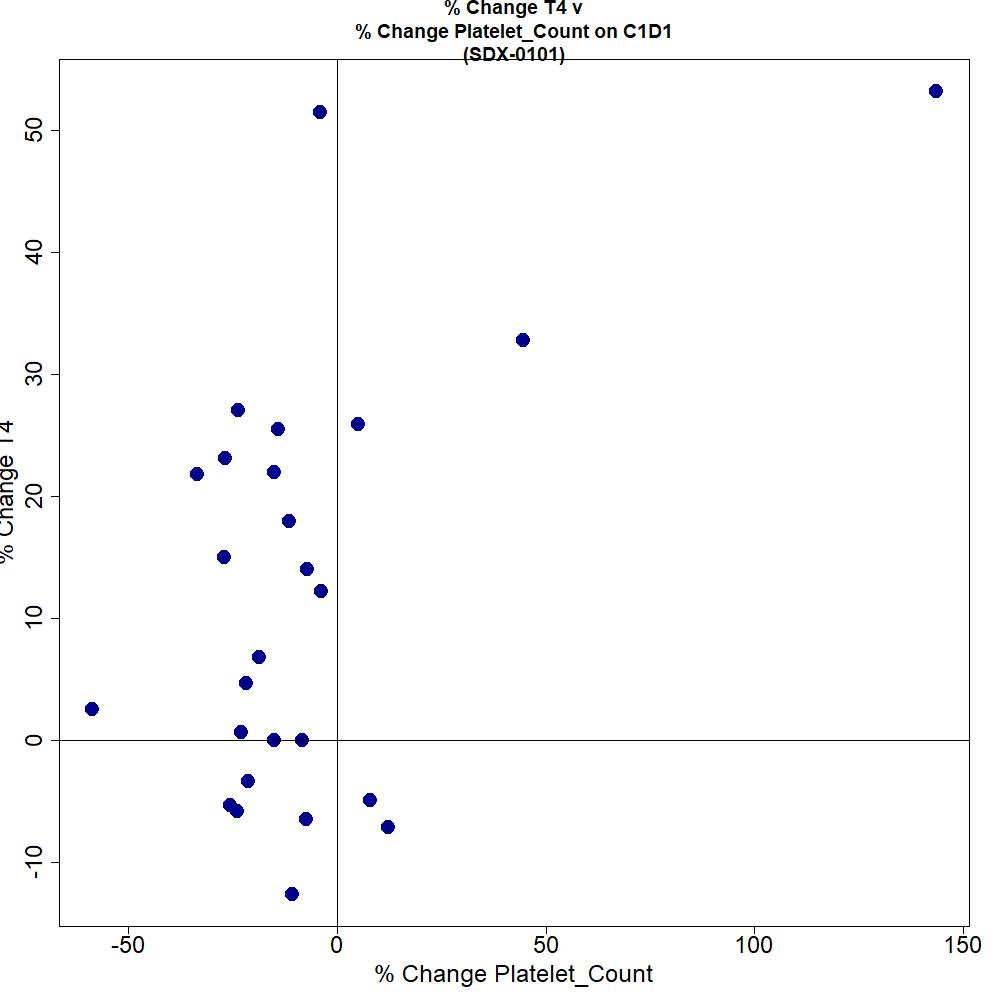 % Change T4 v
% Change Platelet_Count on C1D1
(SDX-0101)
50
40
30
20
10
0
-10
% Change T4
-50 0 50 100 150
% Change Platelet_Count